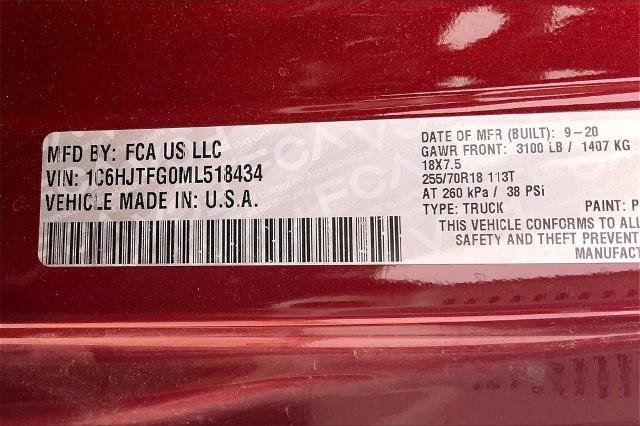 MFD BY: FCA US LLC
VIN: 1C6HJTFG0ML518434
VEHICLE MADE IN: U.S.A.
DATE OF MFR (BUILT): 9-20
GAWR FRONT: 3100 LB / 1407 KG
18X7.5
255/70R18 113T
AT 260 kPa / 38 PSi
TYPE: TRUCK PAINT: P
THIS VEHICLE CONFORMS TO ALL
SAFETY AND THEFT PREVENT
MANUFACT